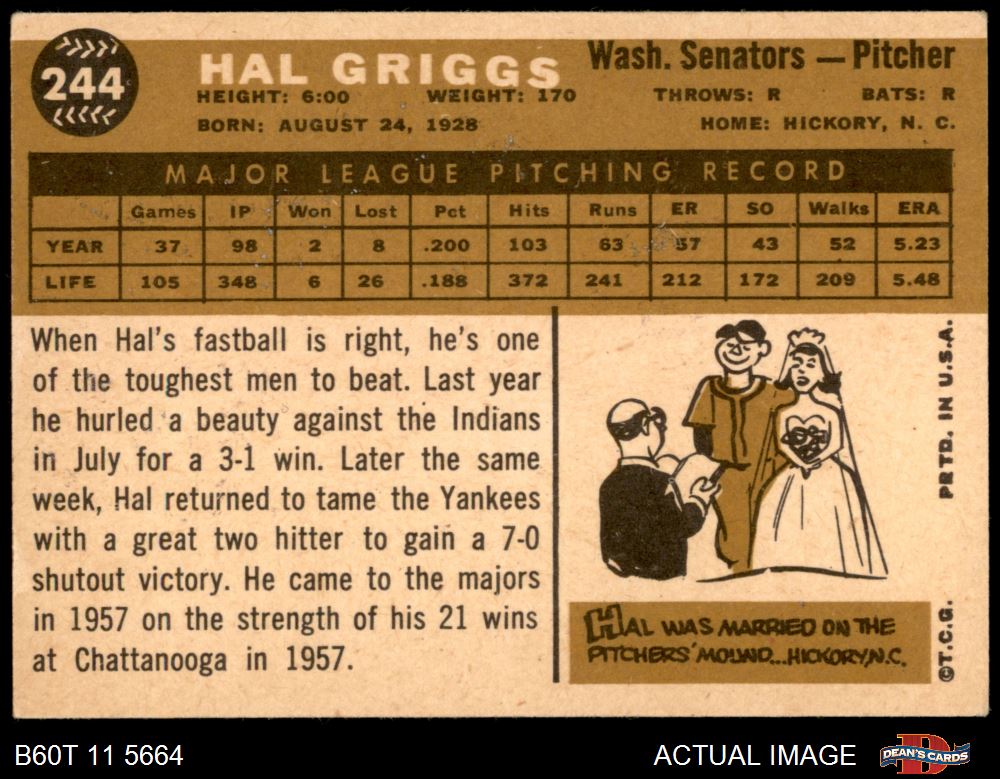 244
HAL GRIGGS
Wash. Senators — Pitcher
HEIGHT: 6:00 WEIGHT: 170 THROWS: R BATS: R
BORN: AUGUST 24, 1928 HOME: HICKORY, N. C.
MAJOR LEAGUE PITCHING RECORD
Games IP Won Lost Pct Hits Runs ER SO Walks ERA
YEAR 37 98 2 8 .200 103 63 57 43 52 5.23
LIFE 105 348 6 26 .188 372 241 212 172 209 5.48
When Hal's fastball is right, he's one
of the toughest men to beat. Last year
he hurled a beauty against the Indians
in July for a 3-1 win. Later the same
week, Hal returned to tame the Yankees
with a great two hitter to gain a 7-0
shutout victory. He came to the majors
in 1957 on the strength of his 21 wins
at Chattanooga in 1957.
HAL WAS MARRIED ON THE
PITCHERS' MOUND...HICKORY, N.C.
©T.C.G. PRTD. IN U.S.A.
B60T 11 5664
ACTUAL IMAGE
DEAN'S CARDS